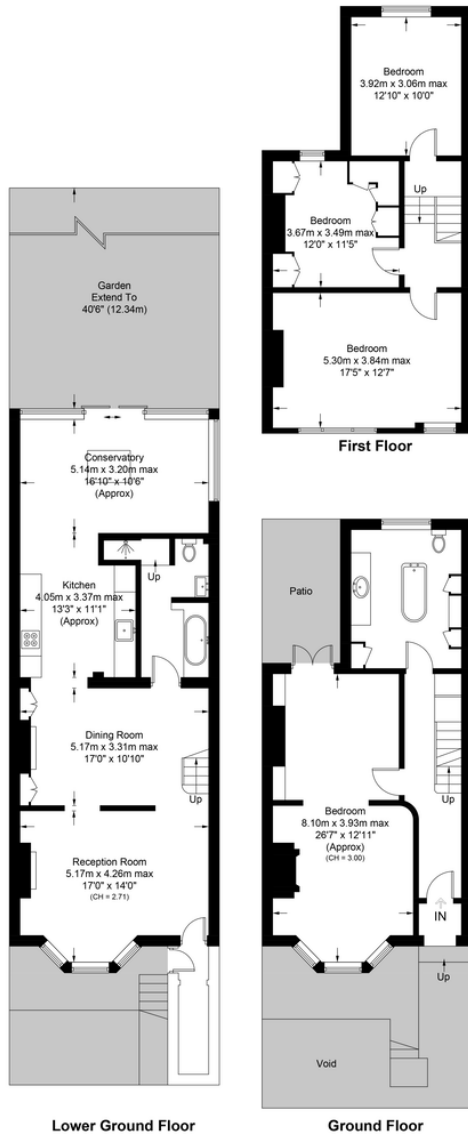 Bedroom
3.92m x 3.06m max
12'10" x 10'0"
Up
Bedroom
3.67m x 3.49m max
12'0" x 11'5"
Bedroom
5.30m x 3.84m max
17'5" x 12'7"
First Floor
Garden
Extend To
40'6" (12.34m)
Conservatory
5.14m x 3.20m max
16'10" x 10'6"
(Approx)
Up
Kitchen
4.05m x 3.37m max
13'3" x 11'1"
(Approx)
Dining Room
5.17m x 3.31m max
17'0" x 10'10"
Up
Reception Room
5.17m x 4.26m max
17'0" x 14'0"
(CH = 2.71)
Lower Ground Floor
Patio
Up
Bedroom
8.10m x 3.93m max
26'7" x 12'11"
(Approx)
(CH = 3.00)
IN
Up
Void
Ground Floor